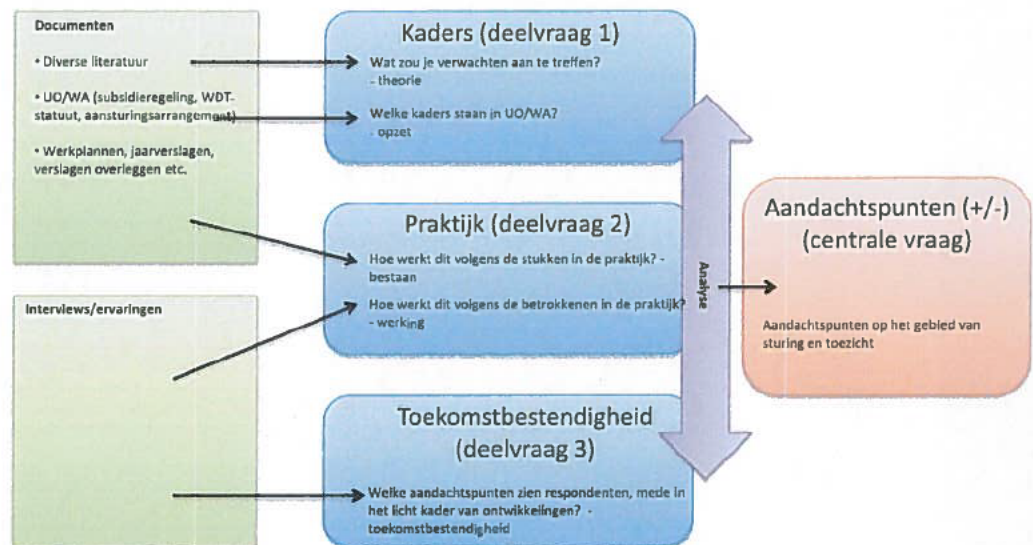 Documenten
• Diverse literatuur
• UO/WA (subsidieregeling, WDT-
statuut, aansturingsarrangement)
• Werkplannen, jaarverslagen,
verslagen overleggen etc.
Interviews/ervaringen
Kaders (deelvraag 1)
Wat zou je verwachten aan te treffen?
- theorie
Welke kaders staan in UO/WA?
- opzet
Praktijk (deelvraag 2)
Hoe werkt dit volgens de stukken in de praktijk? -
bestaan
Hoe werkt dit volgens de betrokkenen in de praktijk?
- werking
Toekomstbestendigheid
(deelvraag 3)
Welke aandachtspunten zien respondenten, mede in
het licht kader van ontwikkelingen? -
toekomstbestendigheid
Analyse
Aandachtspunten (+/-)
(centrale vraag)
Aandachtspunten op het gebied van
sturing en toezicht